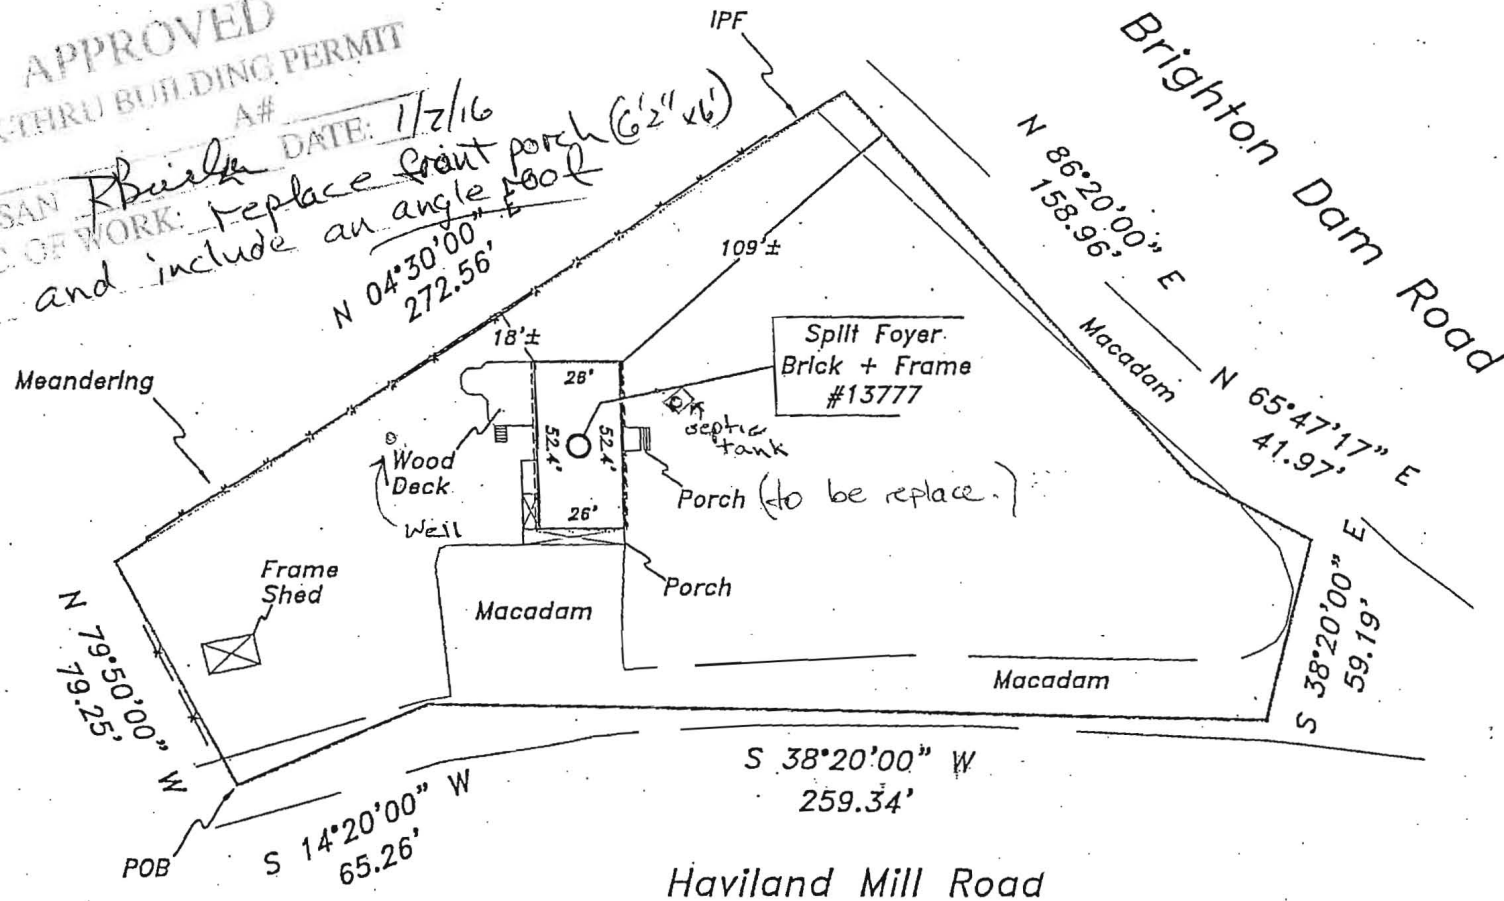 APPROVED
THRU BUILDING PERMIT
A#
DATE: 1/7/16
SAN
OF WORK: replace front porch (6'2" x6')
and include an angle roof
IPF
Brighton Dam Road
N 86°20'00" E
158.96'
N 04°30'00" E
272.56'
109'±
18'±
Meandering
Split Foyer
Brick + Frame
#13777
Macadam
N 65°47'17" E
41.97'
28'
52.4'
52.4'
26'
septic
tank
Wood
Deck
Well
Porch (to be replace.)
Porch
Frame
Shed
Macadam
Macadam
S 38°20'00" E
59.19'
N 79°50'00" W
79.25'
S 38°20'00" W
259.34'
S 14°20'00" W
65.26'
POB
Haviland Mill Road